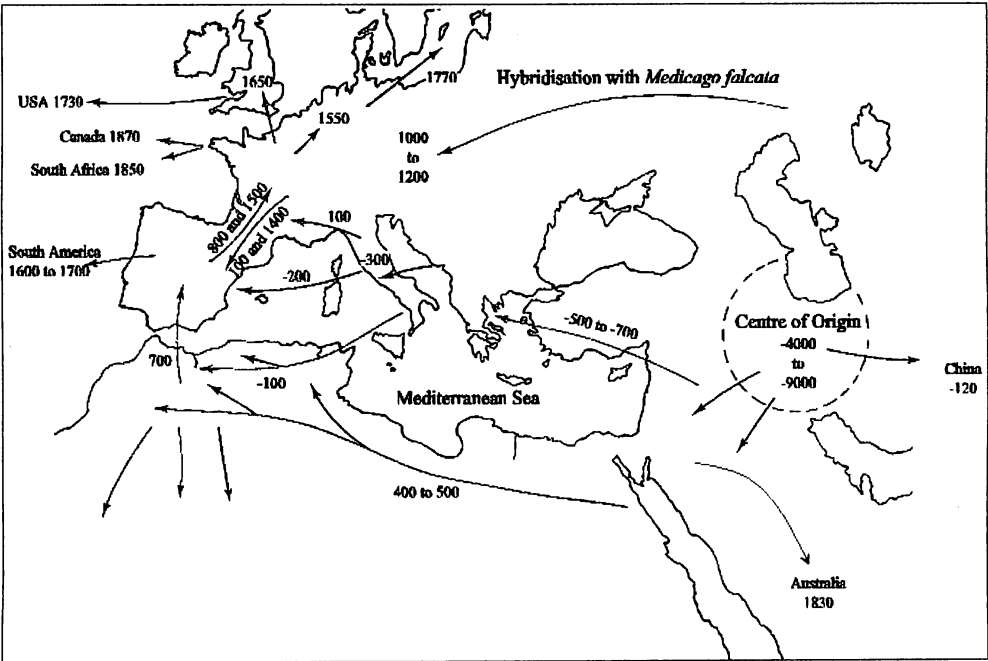 1650
1770
Hybridisation with Medicago falcata
USA 1730
1550
Canada 1870
South Africa 1850
1000
to
1200
800 and 1500
100 and 1400
100
South America
1600 to 1700
-300
-200
-500 to -700
Centre of Origin
-4000
to
-9000
China
-120
700
-100
Mediterranean Sea
400 to 500
Australia
1830